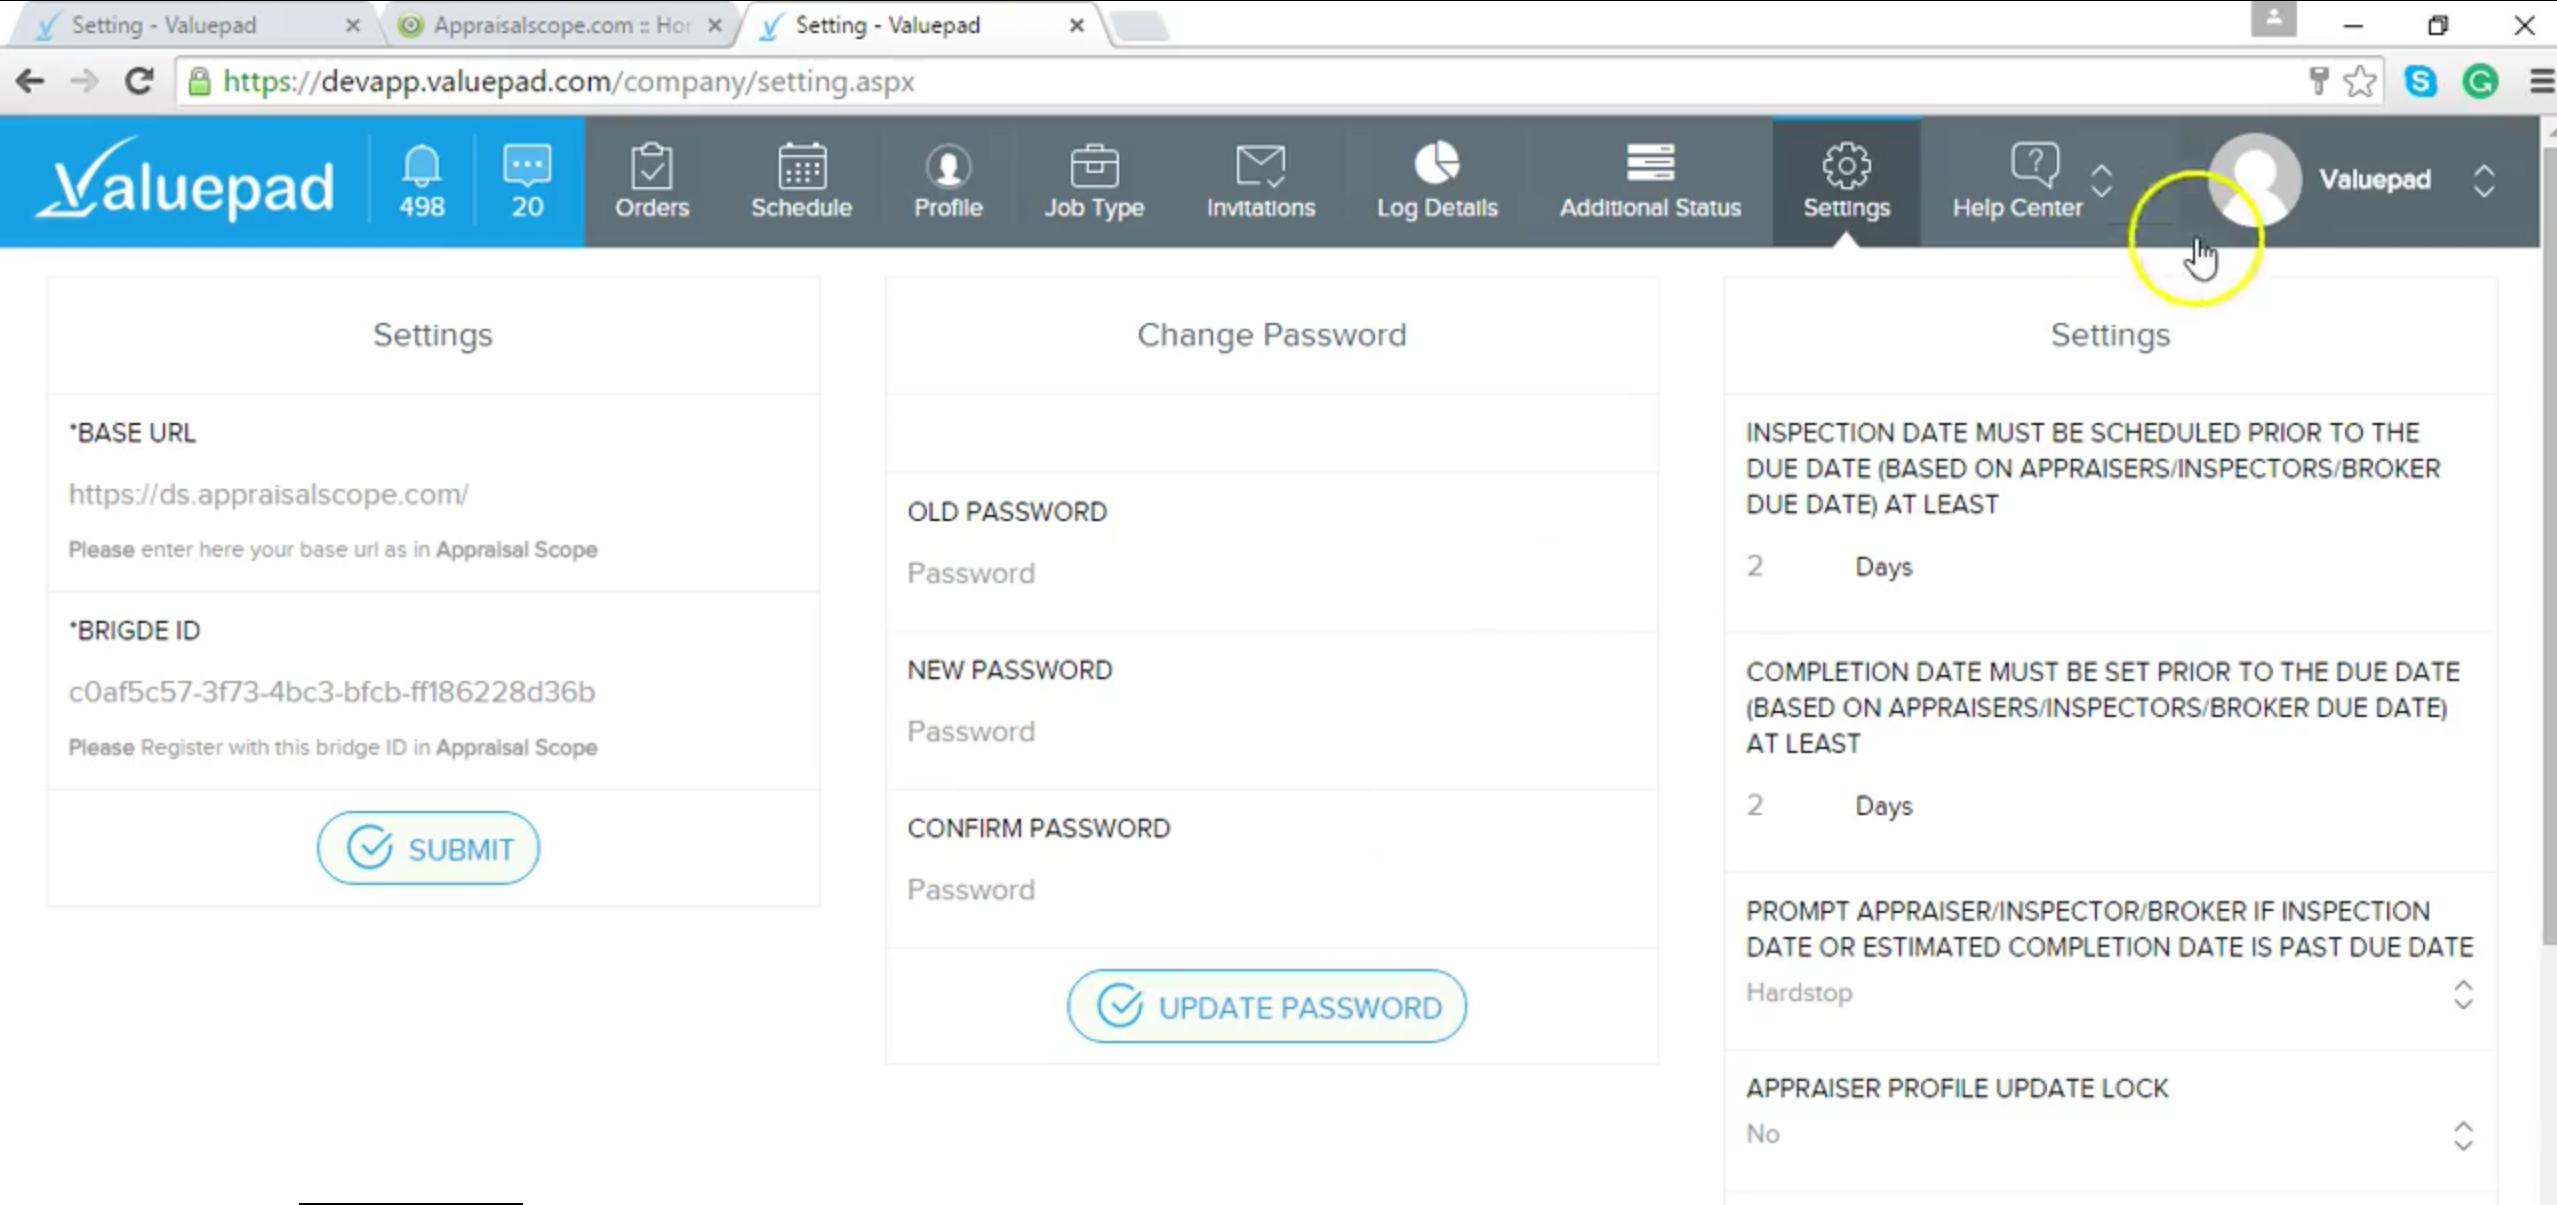 Setting - Valuepad
Appraisalscope.com :: Hor
Setting - Valuepad
https://devapp.valuepad.com/company/setting.aspx
Valuepad
498
20
Orders
Schedule
Profile
Job Type
Invitations
Log Details
Additional Status
Settings
Help Center
Valuepad
Settings
*BASE URL
https://ds.appraisalscope.com/
Please enter here your base url as in Appraisal Scope
*BRIGDE ID
c0af5c57-3f73-4bc3-bfcb-ff186228d36b
Please Register with this bridge ID in Appraisal Scope
SUBMIT
Change Password
OLD PASSWORD
Password
NEW PASSWORD
Password
CONFIRM PASSWORD
Password
UPDATE PASSWORD
Settings
INSPECTION DATE MUST BE SCHEDULED PRIOR TO THE
DUE DATE (BASED ON APPRAISERS/INSPECTORS/BROKER
DUE DATE) AT LEAST
2 Days
COMPLETION DATE MUST BE SET PRIOR TO THE DUE DATE
(BASED ON APPRAISERS/INSPECTORS/BROKER DUE DATE)
AT LEAST
2 Days
PROMPT APPRAISER/INSPECTOR/BROKER IF INSPECTION
DATE OR ESTIMATED COMPLETION DATE IS PAST DUE DATE
Hardstop
APPRAISER PROFILE UPDATE LOCK
No